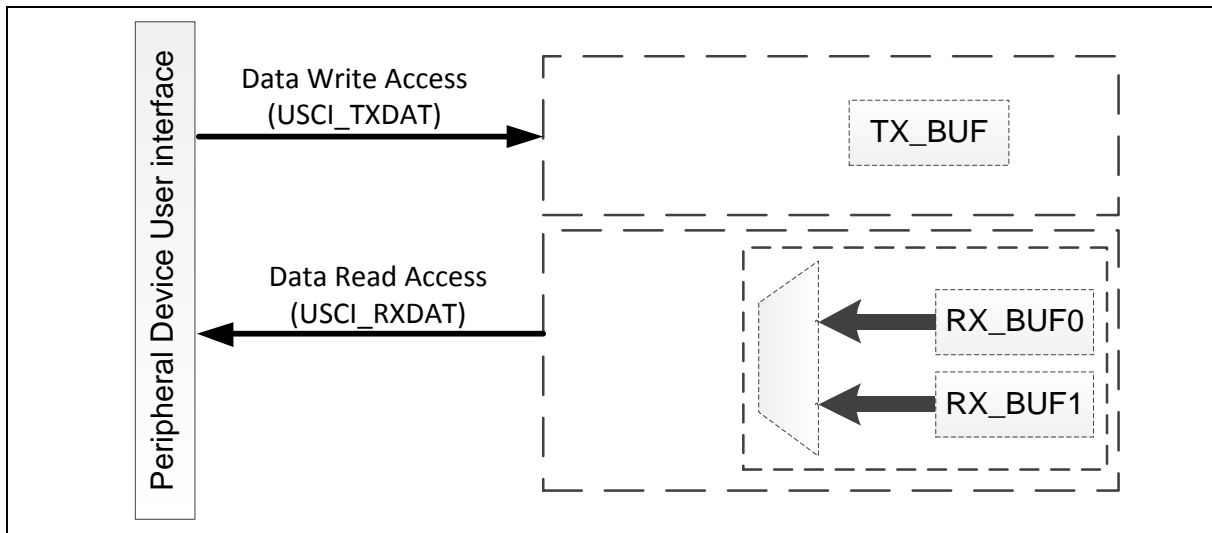 Peripheral Device User interface
Data Write Access
(USCI_TXDAT)
TX_BUF
Data Read Access
(USCI_RXDAT)
RX_BUF0
RX_BUF1